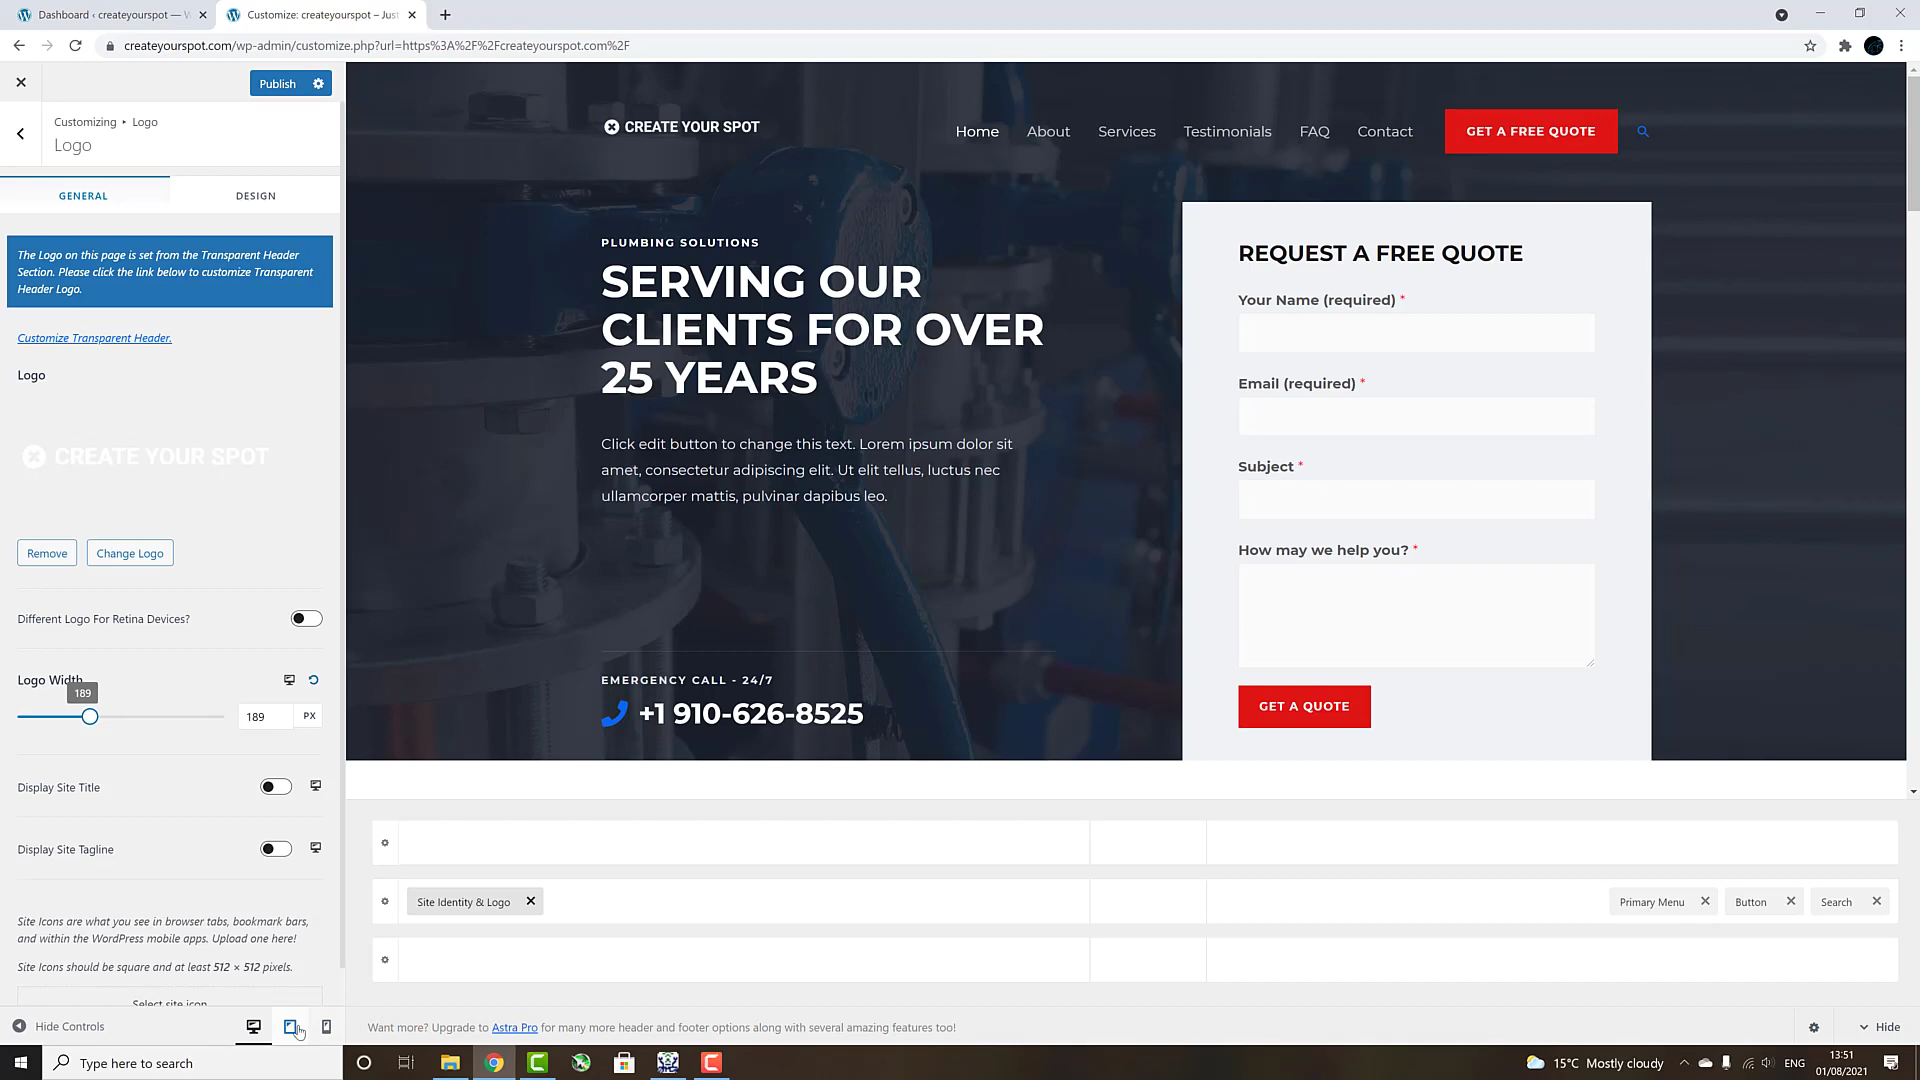 Dashboard ‹ createyourspot — W
Customize: createyourspot – Just
createyourspot.com/wp-admin/customize.php?url=https%3A%2F%2Fcreateyourspot.com%2F
Publish
Customizing ▸ Logo
Logo
GENERAL
DESIGN
The Logo on this page is set from the Transparent Header
Section. Please click the link below to customize Transparent
Header Logo.
Customize Transparent Header.
Logo
CREATE YOUR SPOT
Remove
Change Logo
Different Logo For Retina Devices?
Logo Width
189
189
PX
Display Site Title
Display Site Tagline
Site Icons are what you see in browser tabs, bookmark bars,
and within the WordPress mobile apps. Upload one here!
Site Icons should be square and at least 512 × 512 pixels.
Select site icon
Hide Controls
CREATE YOUR SPOT
Home
About
Services
Testimonials
FAQ
Contact
GET A FREE QUOTE
PLUMBING SOLUTIONS
SERVING OUR
CLIENTS FOR OVER
25 YEARS
Click edit button to change this text. Lorem ipsum dolor sit
amet, consectetur adipiscing elit. Ut elit tellus, luctus nec
ullamcorper mattis, pulvinar dapibus leo.
EMERGENCY CALL - 24/7
+1 910-626-8525
REQUEST A FREE QUOTE
Your Name (required) *
Email (required) *
Subject *
How may we help you? *
GET A QUOTE
Site Identity & Logo
Primary Menu
Button
Search
Want more? Upgrade to Astra Pro for many more header and footer options along with several amazing features too!
Hide
Type here to search
15°C Mostly cloudy
ENG
13:51
01/08/2021